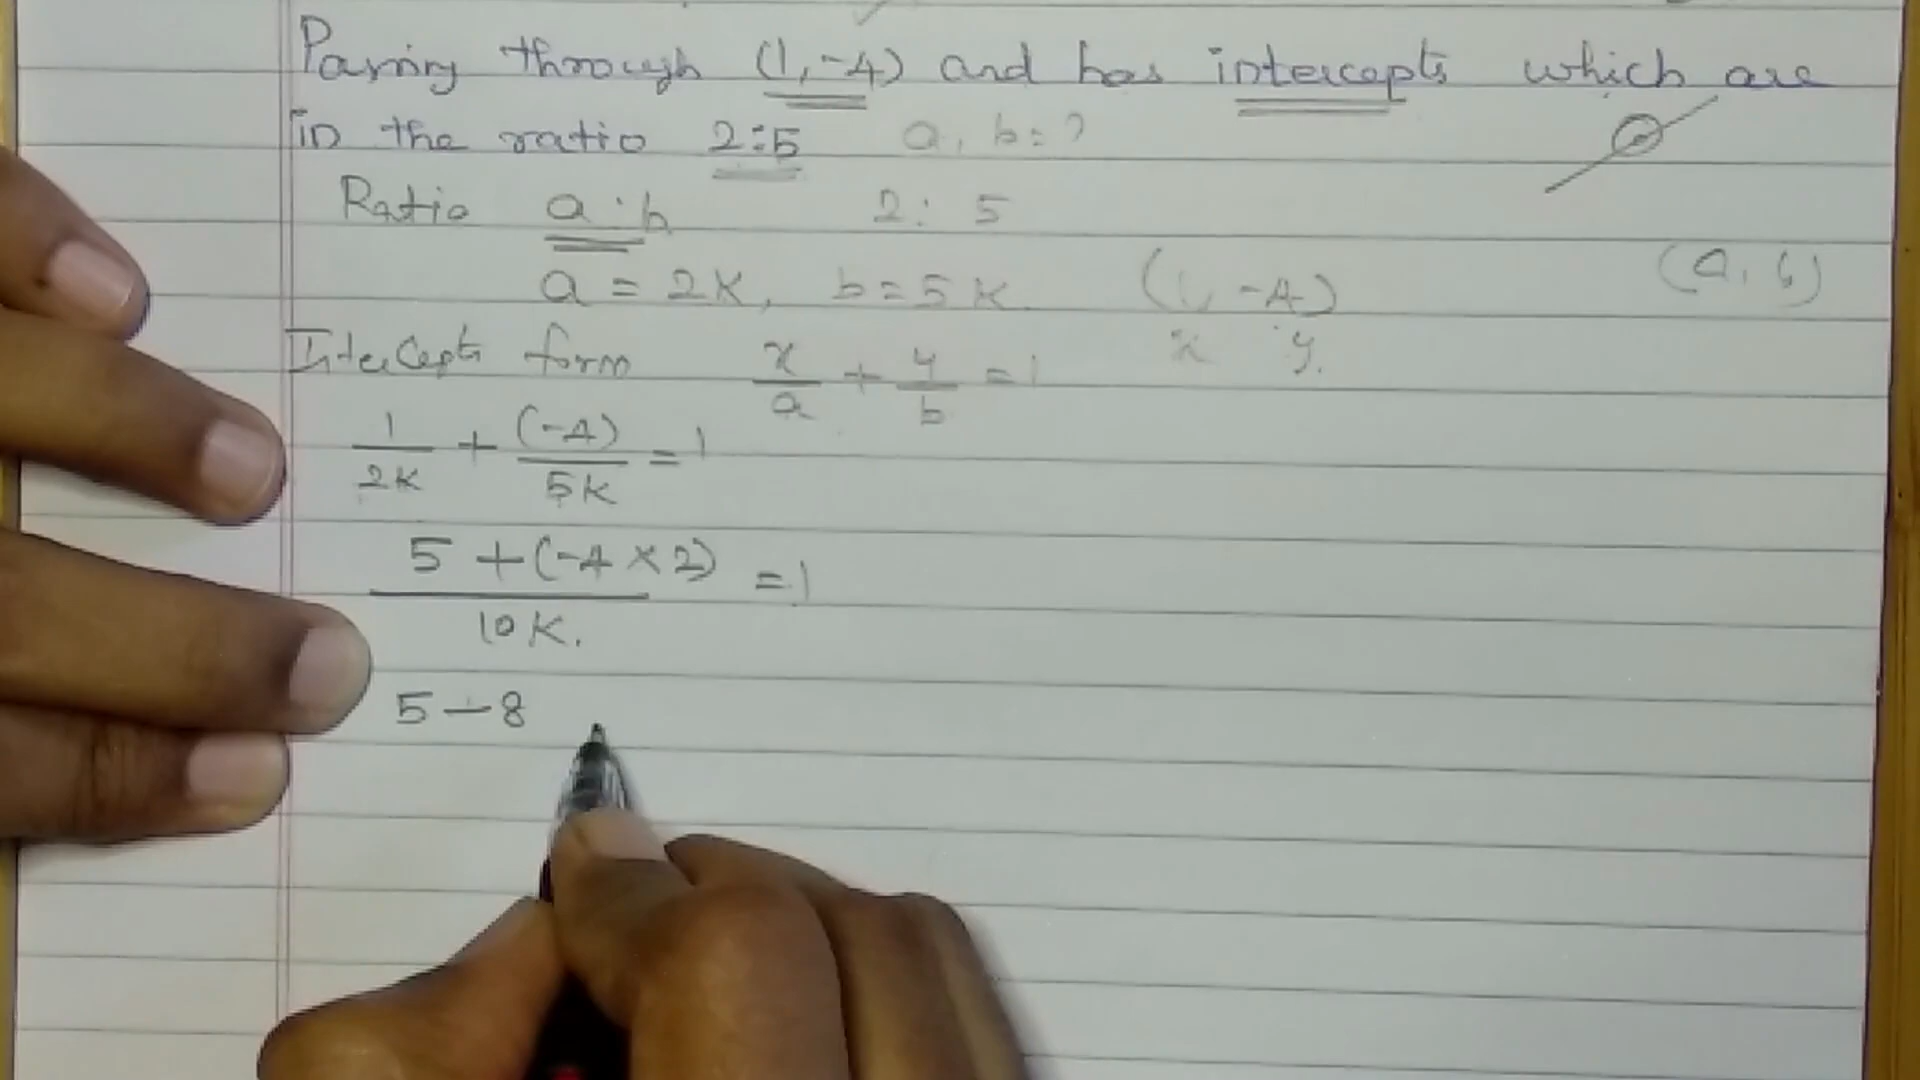 Passing through (1,-4) and has intercepts which are
in the ratio 2:5 a, b=?
Ratio a:b 2: 5
a = 2K, b=5K (1, -4) (a, b)
x y.
Intercepts form x/a + y/b = 1
1/2K + (-4)/5K = 1
5 + (-4 × 2) / 10K. = 1
5 - 8